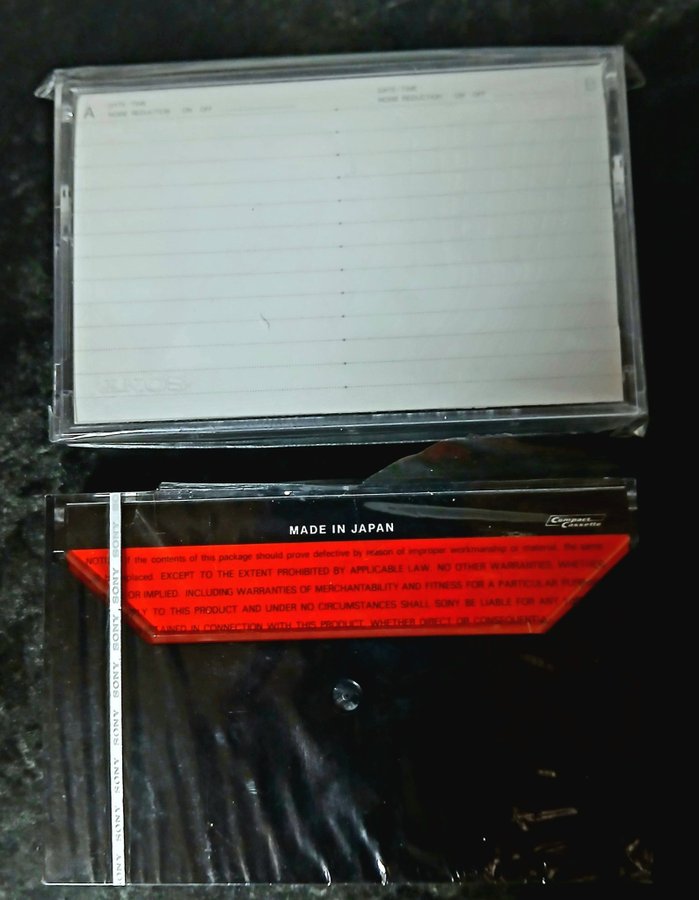 A DATE·TIME DATE·TIME B
NOISE REDUCTION ON OFF NOISE REDUCTION ON OFF
MADE IN JAPAN
Compact
Cassette
the contents of this package should prove defective by reason of improper workmanship or material, the same
placed. EXCEPT TO THE EXTENT PROHIBITED BY APPLICABLE LAW. NO OTHER WARRANTIES,
OR IMPLIED. INCLUDING WARRANTIES OF MERCHANTABILITY AND FITNESS FOR A PARTICULAR
LY TO THIS PRODUCT AND UNDER NO CIRCUMSTANCES SHALL SONY BE LIABLE FOR ANY
AINED IN CONNECTION WITH THIS PRODUCT, WHETHER DIRECT OR CONSEQUENTIAL
SONY SONY SONY SONY SONY SONY SONY